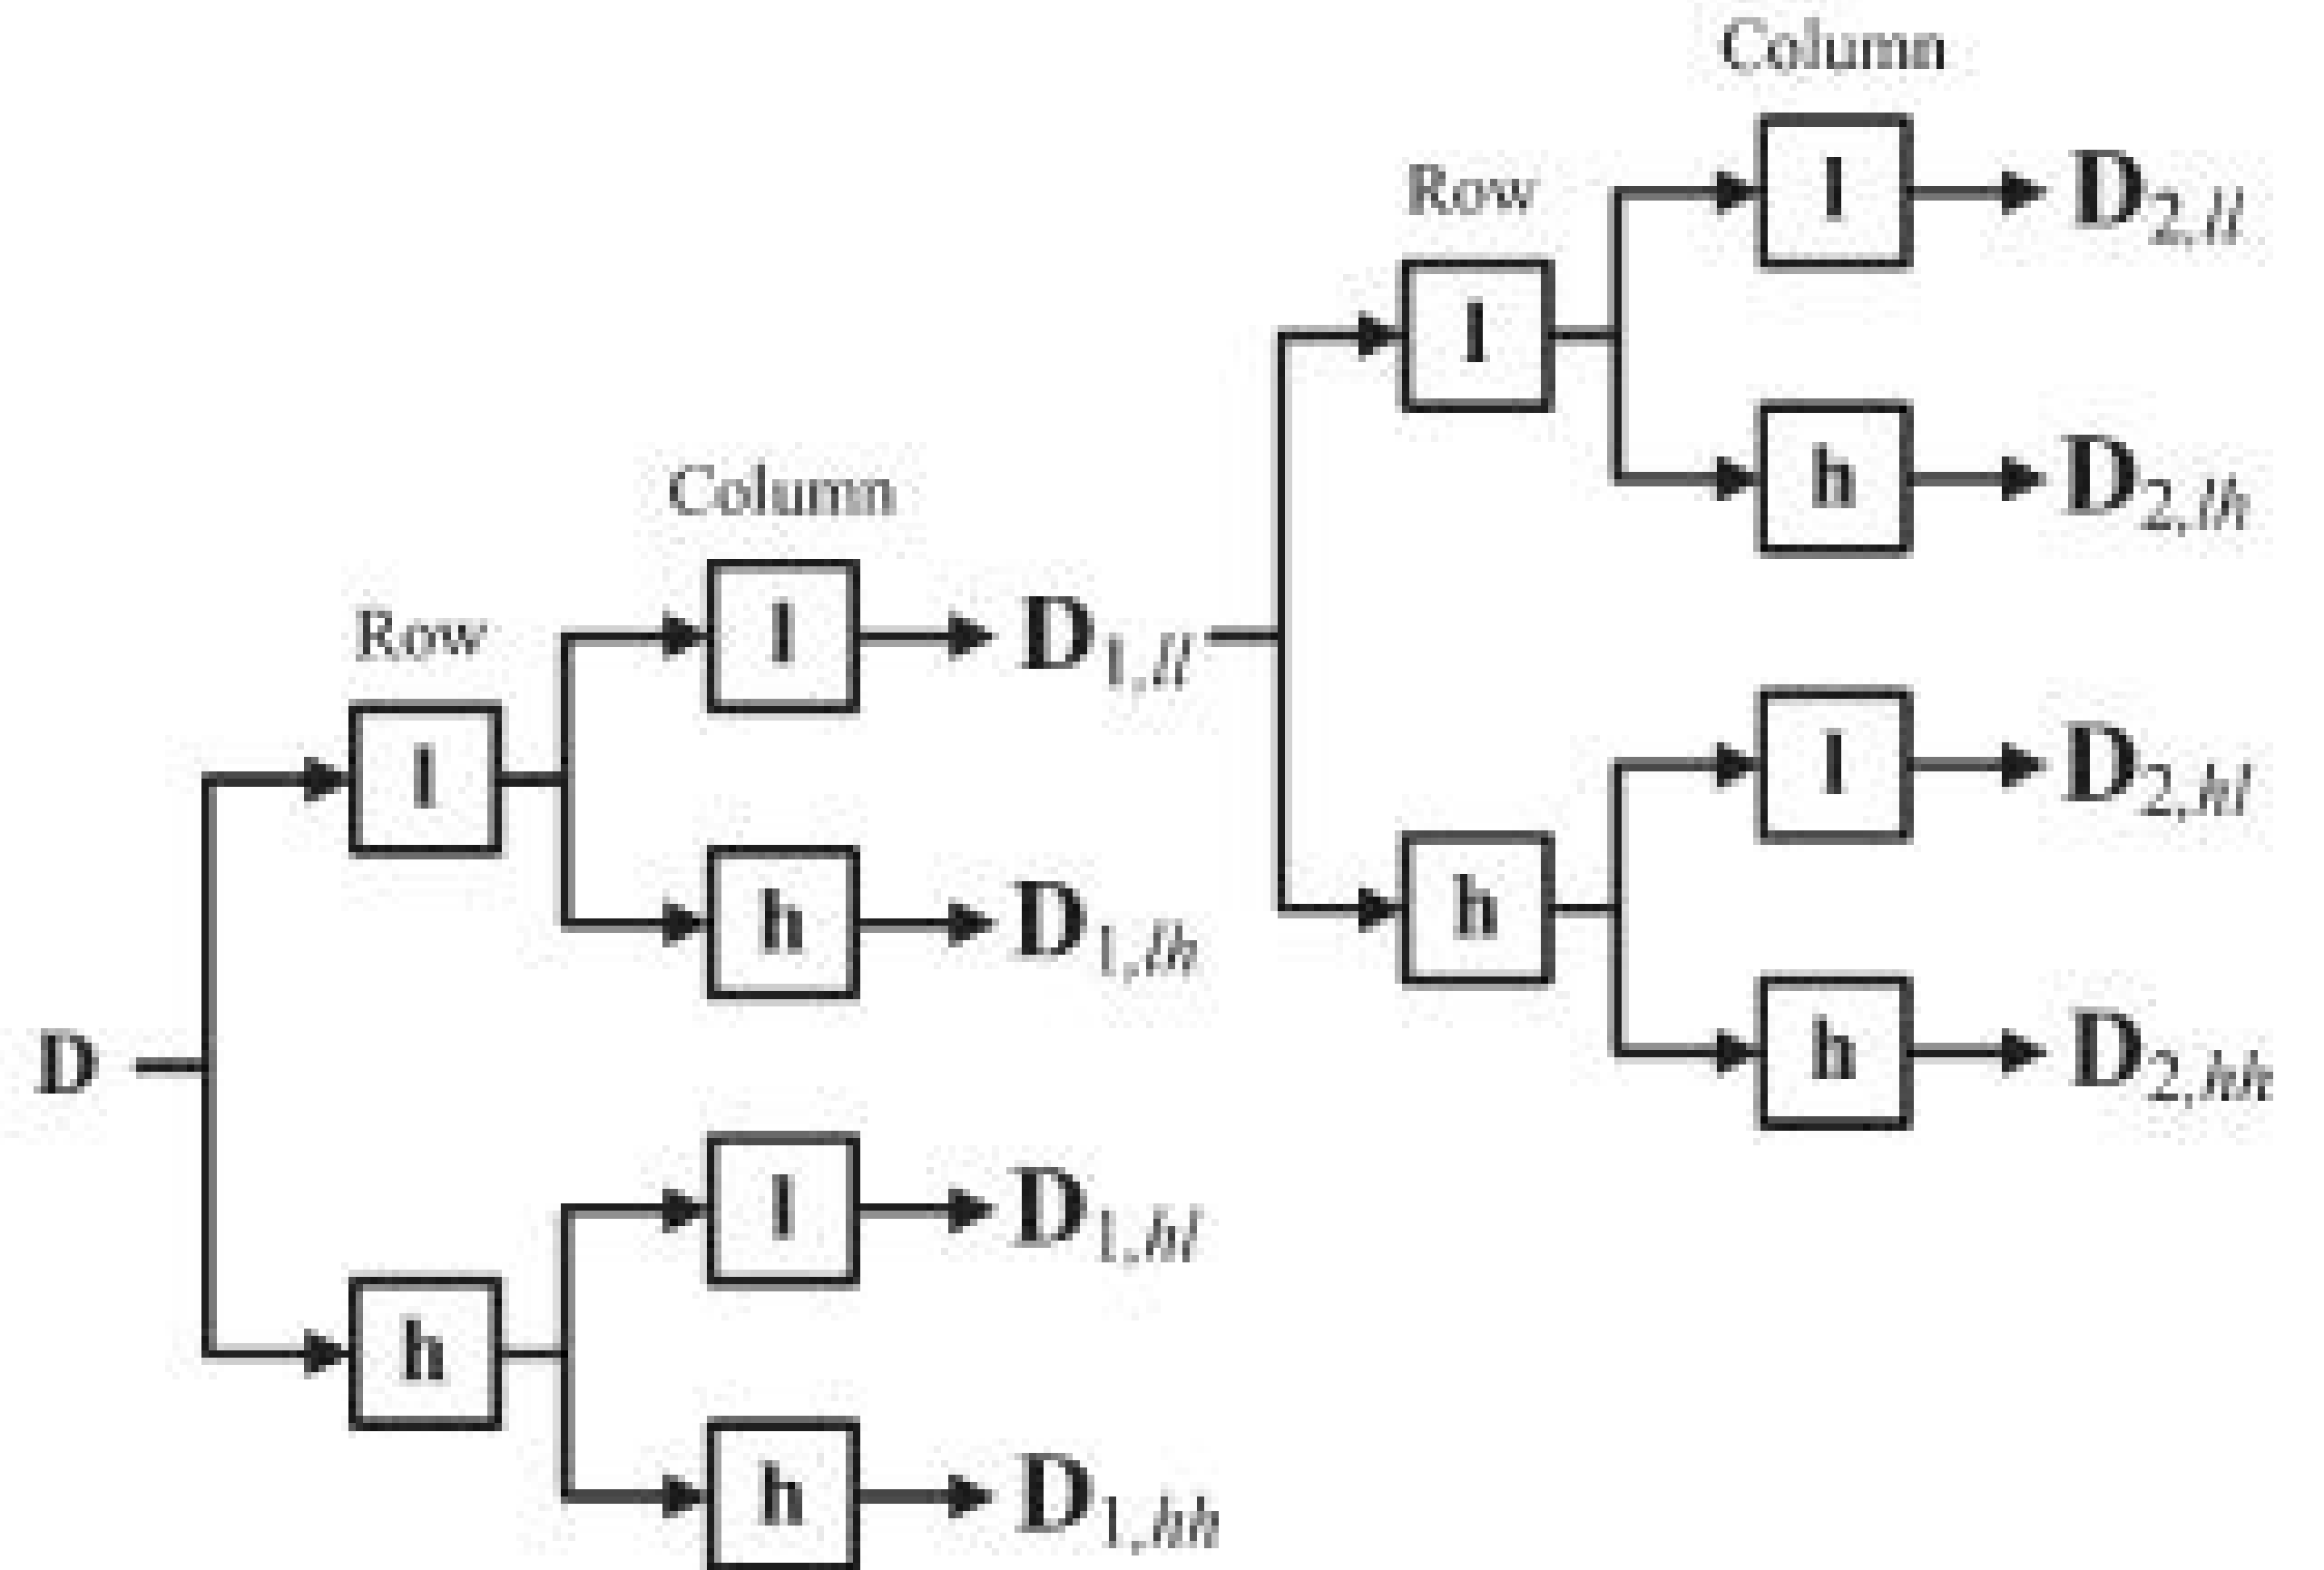 Column
Row
l
D2,ll
l
h
D2,lh
Column
Row
l
D1,ll
l
D2,hl
l
h
D1,lh
h
h
D2,hh
D
l
D1,hl
h
h
D1,hh